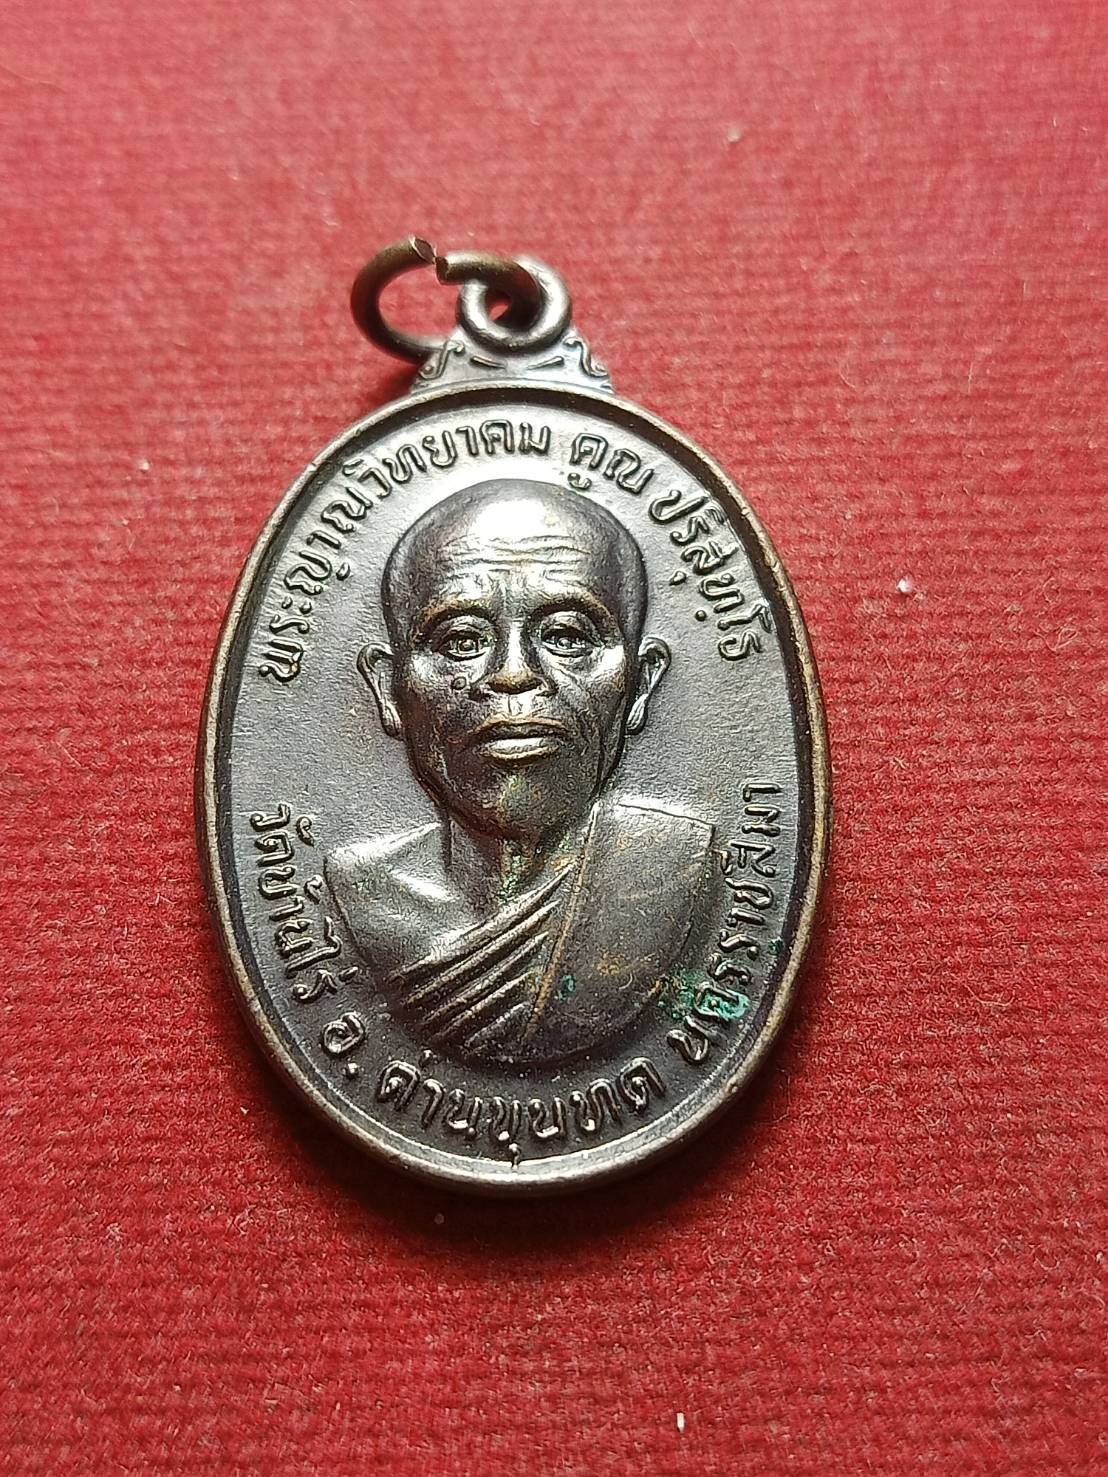 พระญาณวิทยาคม คูณ ปริสุทฺโธ
วัดบ้านไร่ อ. ด่านขุนทด นครราชสีมา